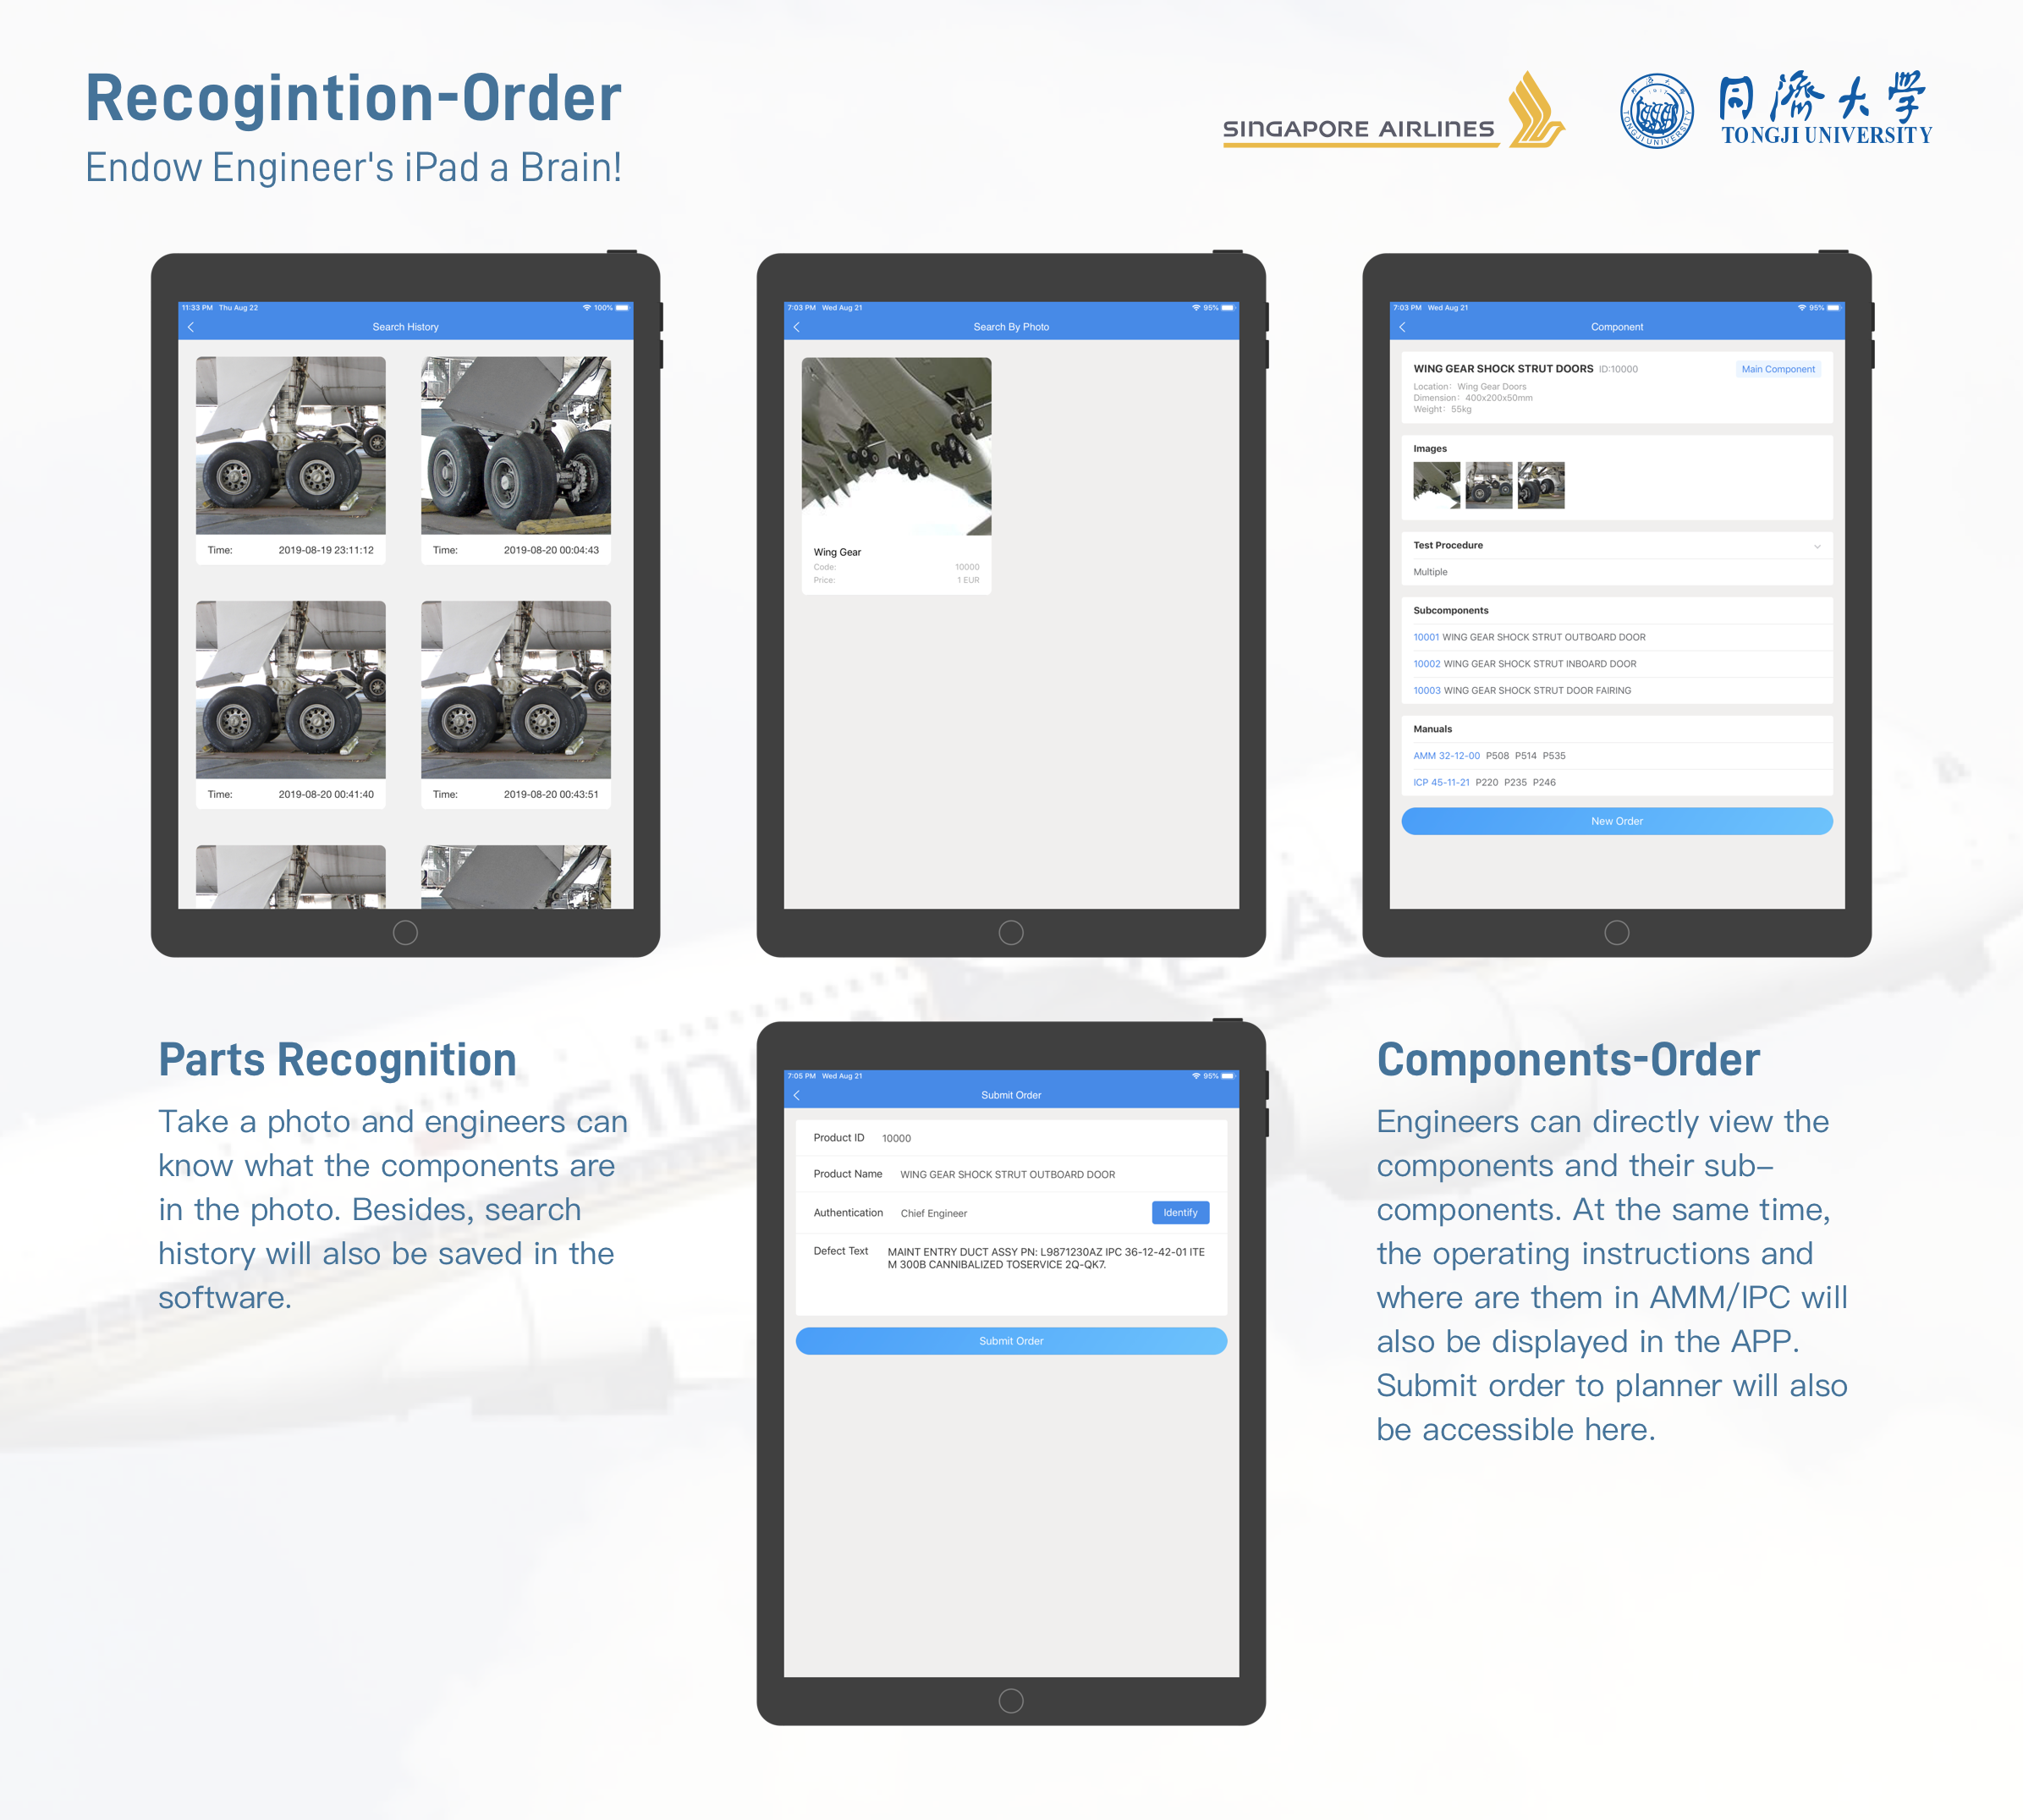 Recogintion-Order
Endow Engineer's iPad a Brain!
SINGAPORE AIRLINES
同濟大学
TONGJI UNIVERSITY
11:33 PM Thu Aug 22
100%
Search History
Time: 2019-08-19 23:11:12
Time: 2019-08-20 00:04:43
Time: 2019-08-20 00:41:40
Time: 2019-08-20 00:43:51
7:03 PM Wed Aug 21
95%
Search By Photo
Wing Gear
Code: 10000
Price: 1 EUR
7:03 PM Wed Aug 21
95%
Component
WING GEAR SHOCK STRUT DOORS ID:10000
Main Component
Location: Wing Gear Doors
Dimension: 400x200x50mm
Weight: 55kg
Images
Test Procedure
Multiple
Subcomponents
10001 WING GEAR SHOCK STRUT OUTBOARD DOOR
10002 WING GEAR SHOCK STRUT INBOARD DOOR
10003 WING GEAR SHOCK STRUT DOOR FAIRING
Manuals
AMM 32-12-00 P508 P514 P535
ICP 45-11-21 P220 P235 P246
New Order
Parts Recognition
Take a photo and engineers can
know what the components are
in the photo. Besides, search
history will also be saved in the
software.
7:05 PM Wed Aug 21
95%
Submit Order
Product ID 10000
Product Name WING GEAR SHOCK STRUT OUTBOARD DOOR
Authentication Chief Engineer
Identify
Defect Text MAINT ENTRY DUCT ASSY PN: L9871230AZ IPC 36-12-42-01 ITE
M 300B CANNIBALIZED TOSERVICE 2Q-QK7.
Submit Order
Components-Order
Engineers can directly view the
components and their sub-
components. At the same time,
the operating instructions and
where are them in AMM/IPC will
also be displayed in the APP.
Submit order to planner will also
be accessible here.